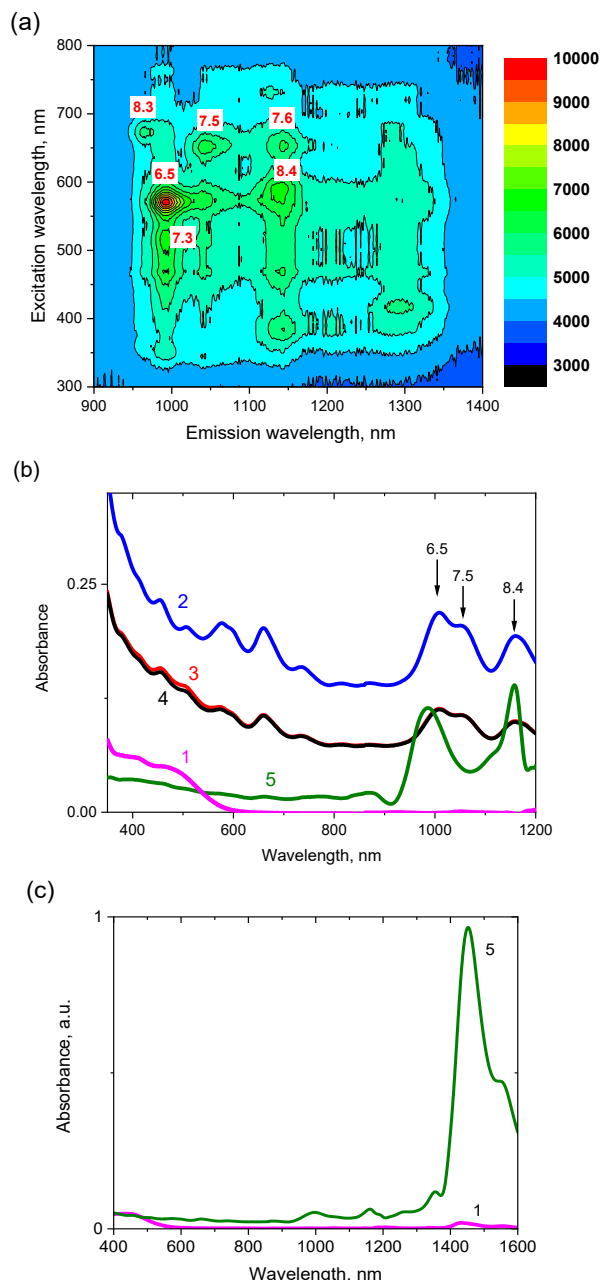 (a)
800
700
600
500
400
300
Excitation wavelength, nm
8.3
7.5
7.6
6.5
8.4
7.3
900 1000 1100 1200 1300 1400
Emission wavelength, nm
10000
9000
8000
7000
6000
5000
4000
3000
(b)
0.25
0.00
Absorbance
6.5
7.5
8.4
2
3
4
1
5
400 600 800 1000 1200
Wavelength, nm
(c)
1
0
Absorbance, a.u.
5
1
400 600 800 1000 1200 1400 1600
Wavelength, nm